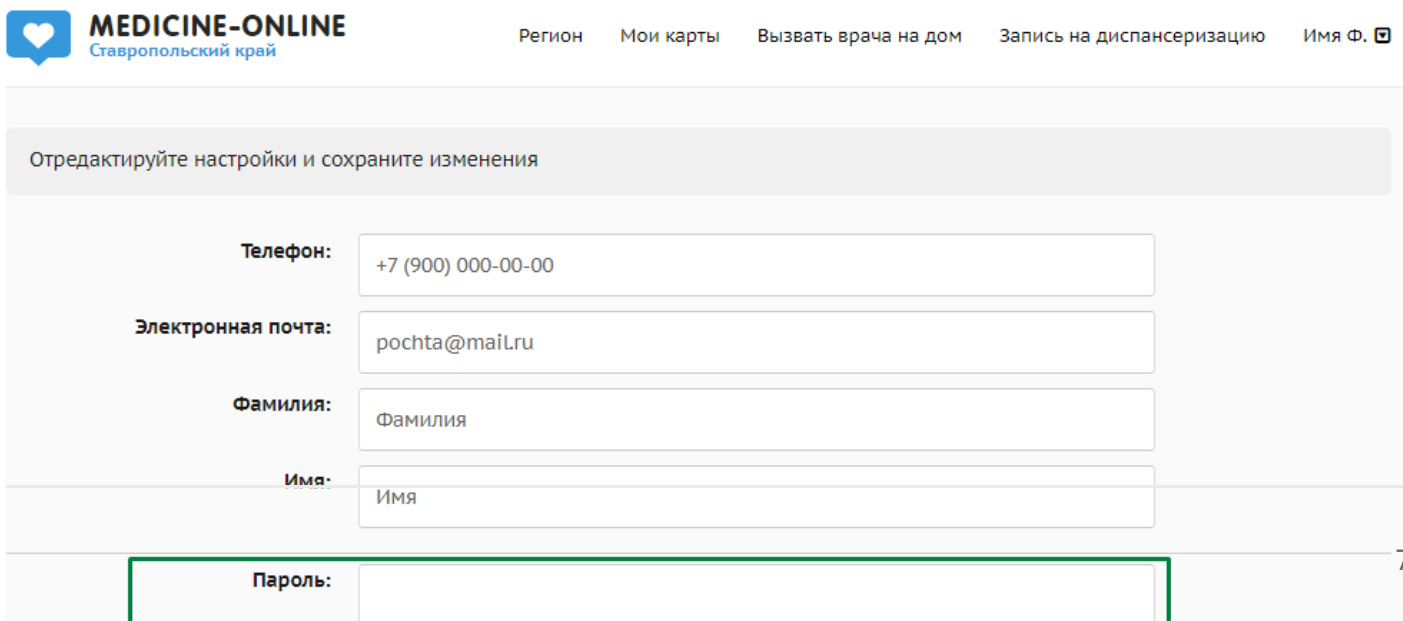 MEDICINE-ONLINE
Ставропольский край
Регион Мои карты Вызвать врача на дом Запись на диспансеризацию Имя Ф.
Отредактируйте настройки и сохраните изменения
Телефон: +7 (900) 000-00-00
Электронная почта: pochta@mail.ru
Фамилия: Фамилия
Имя: Имя
Пароль: